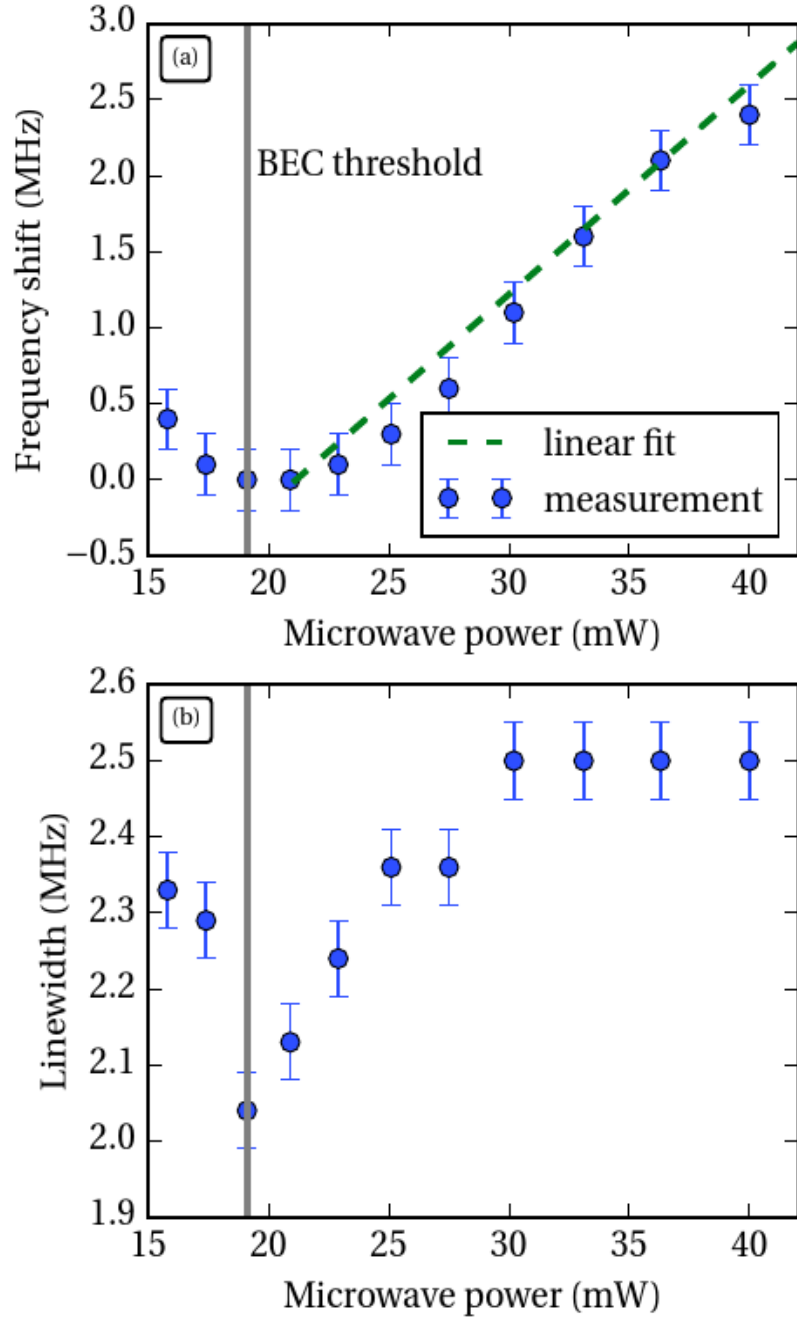 (a)
3.0
2.5
2.0
1.5
1.0
0.5
0.0
−0.5
Frequency shift (MHz)
BEC threshold
linear fit
measurement
15 20 25 30 35 40
Microwave power (mW)
(b)
2.6
2.5
2.4
2.3
2.2
2.1
2.0
1.9
Linewidth (MHz)
15 20 25 30 35 40
Microwave power (mW)